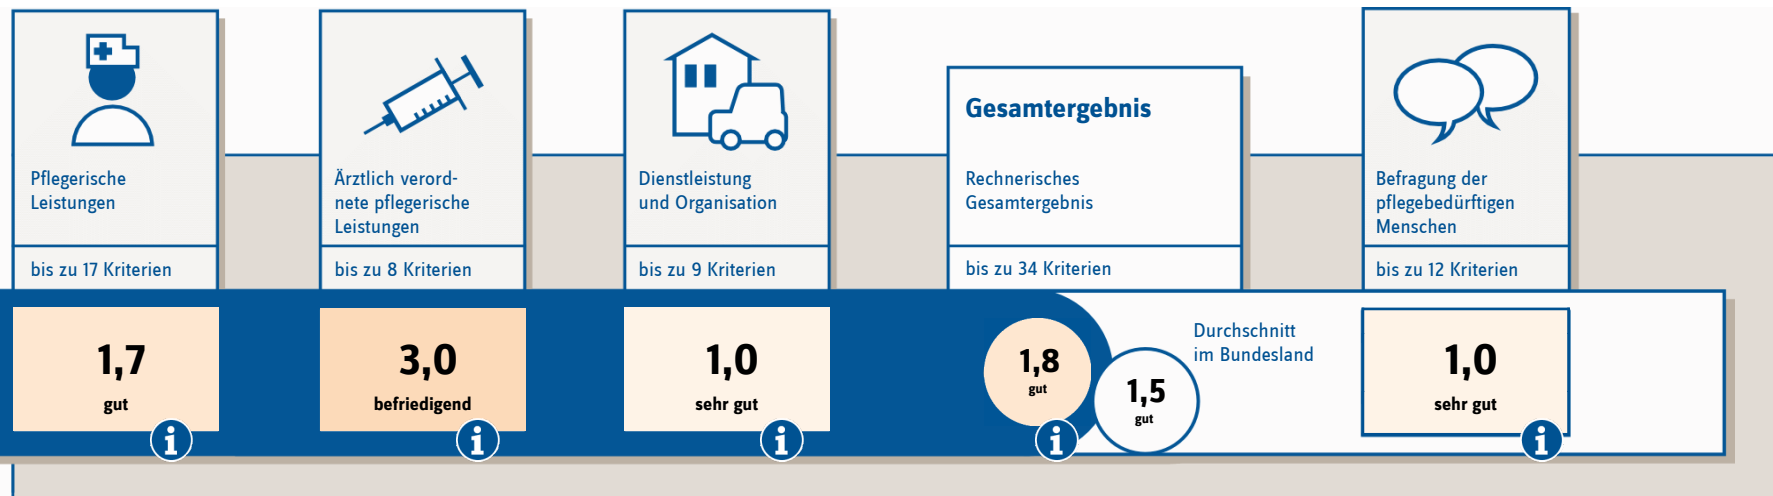 Pflegerische
Leistungen
bis zu 17 Kriterien
1,7
gut
Ärztlich verord-
nete pflegerische
Leistungen
bis zu 8 Kriterien
3,0
befriedigend
Dienstleistung
und Organisation
bis zu 9 Kriterien
1,0
sehr gut
Gesamtergebnis
Rechnerisches
Gesamtergebnis
bis zu 34 Kriterien
1,8
gut
1,5
gut
Durchschnitt
im Bundesland
Befragung der
pflegebedürftigen
Menschen
bis zu 12 Kriterien
1,0
sehr gut